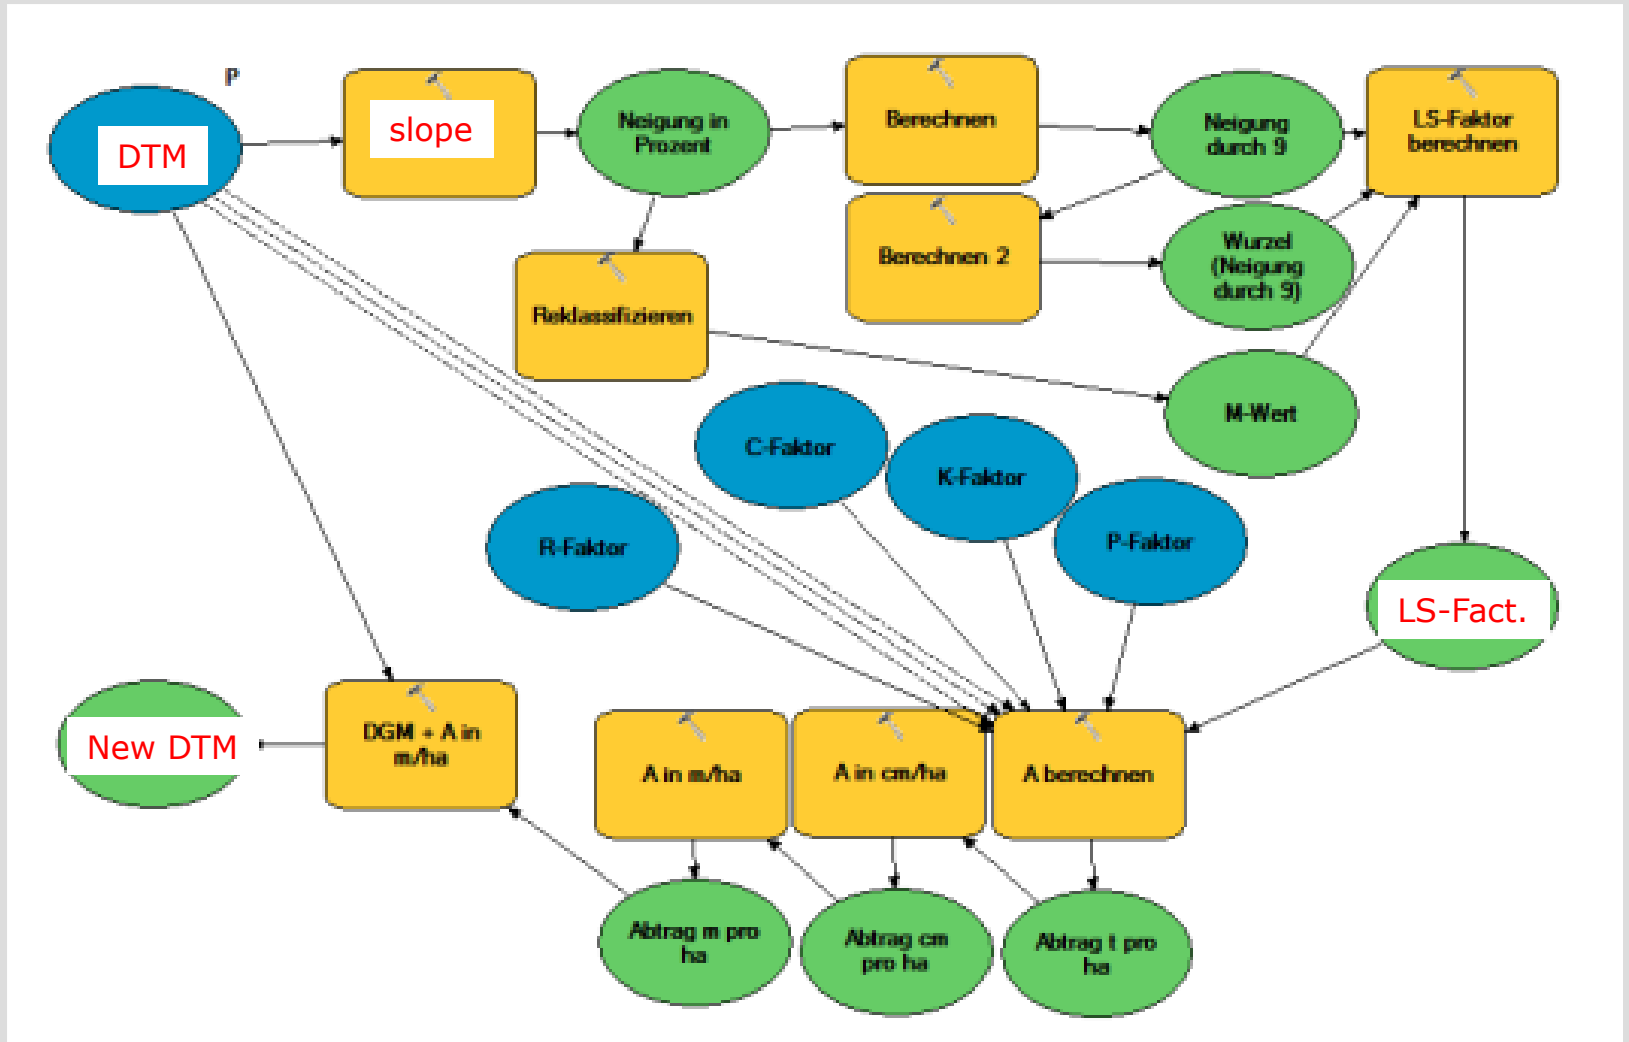 P
DTM
slope
Neigung in
Prozent
Berechnen
Neigung
durch 9
LS-Faktor
berechnen
Berechnen 2
Wurzel
(Neigung
durch 9)
Reklassifizieren
M-Wert
C-Faktor
K-Faktor
P-Faktor
R-Faktor
LS-Fact.
New DTM
DGM + A in
m/ha
A in m/ha
A in cm/ha
A berechnen
Abtrag m pro
ha
Abtrag cm
pro ha
Abtrag t pro
ha